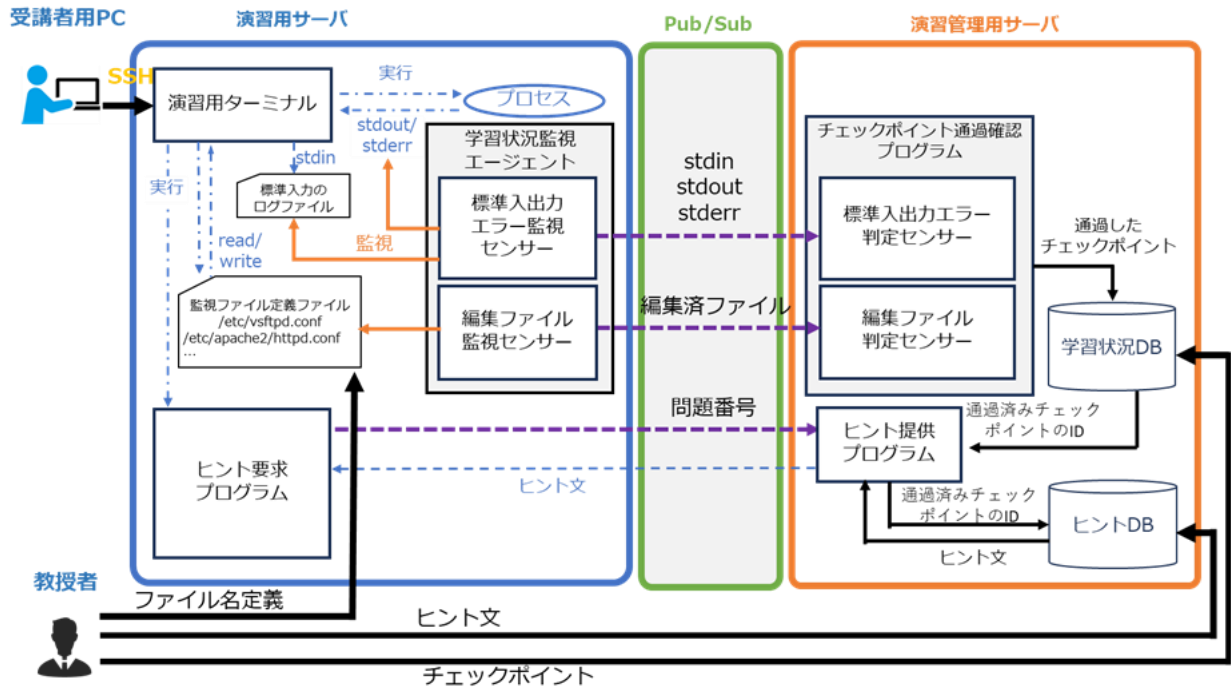 受講者用PC
演習用サーバ
Pub/Sub
演習管理用サーバ
SSH
演習用ターミナル
実行
プロセス
stdout/
stderr
stdin
実行
標準入力の
ログファイル
監視
read/
write
学習状況監視
エージェント
標準入出力
エラー監視
センサー
編集ファイル
監視センサー
監視ファイル定義ファイル
/etc/vsftpd.conf
/etc/apache2/httpd.conf
...
ヒント要求
プログラム
stdin
stdout
stderr
編集済ファイル
問題番号
ヒント文
チェックポイント通過確認
プログラム
標準入出力エラー
判定センサー
編集ファイル
判定センサー
通過した
チェックポイント
学習状況DB
通過済みチェック
ポイントのID
ヒント提供
プログラム
通過済みチェック
ポイントのID
ヒントDB
ヒント文
教授者
ファイル名定義
ヒント文
チェックポイント